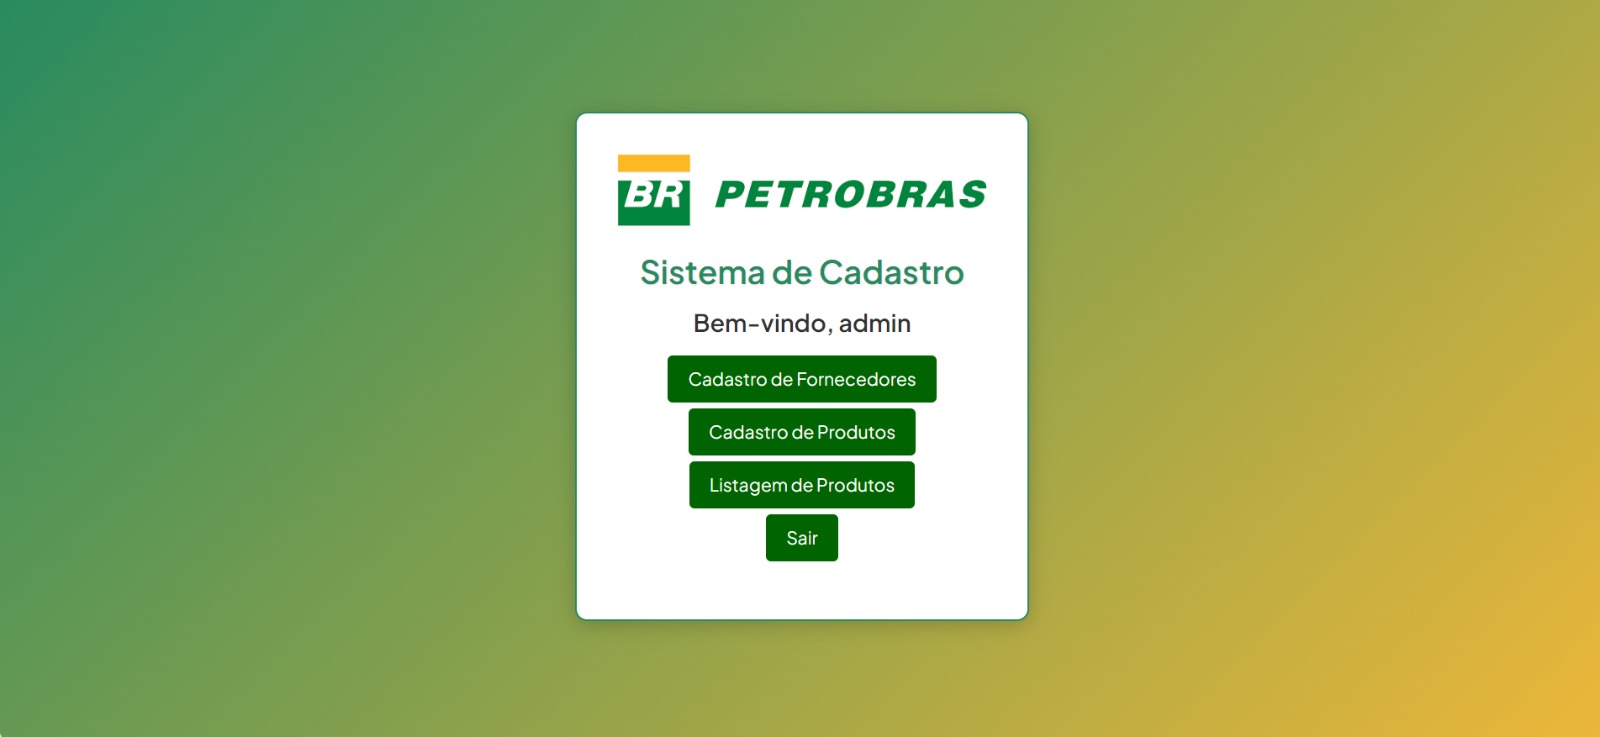 BR PETROBRAS
Sistema de Cadastro
Bem-vindo, admin
Cadastro de Fornecedores
Cadastro de Produtos
Listagem de Produtos
Sair